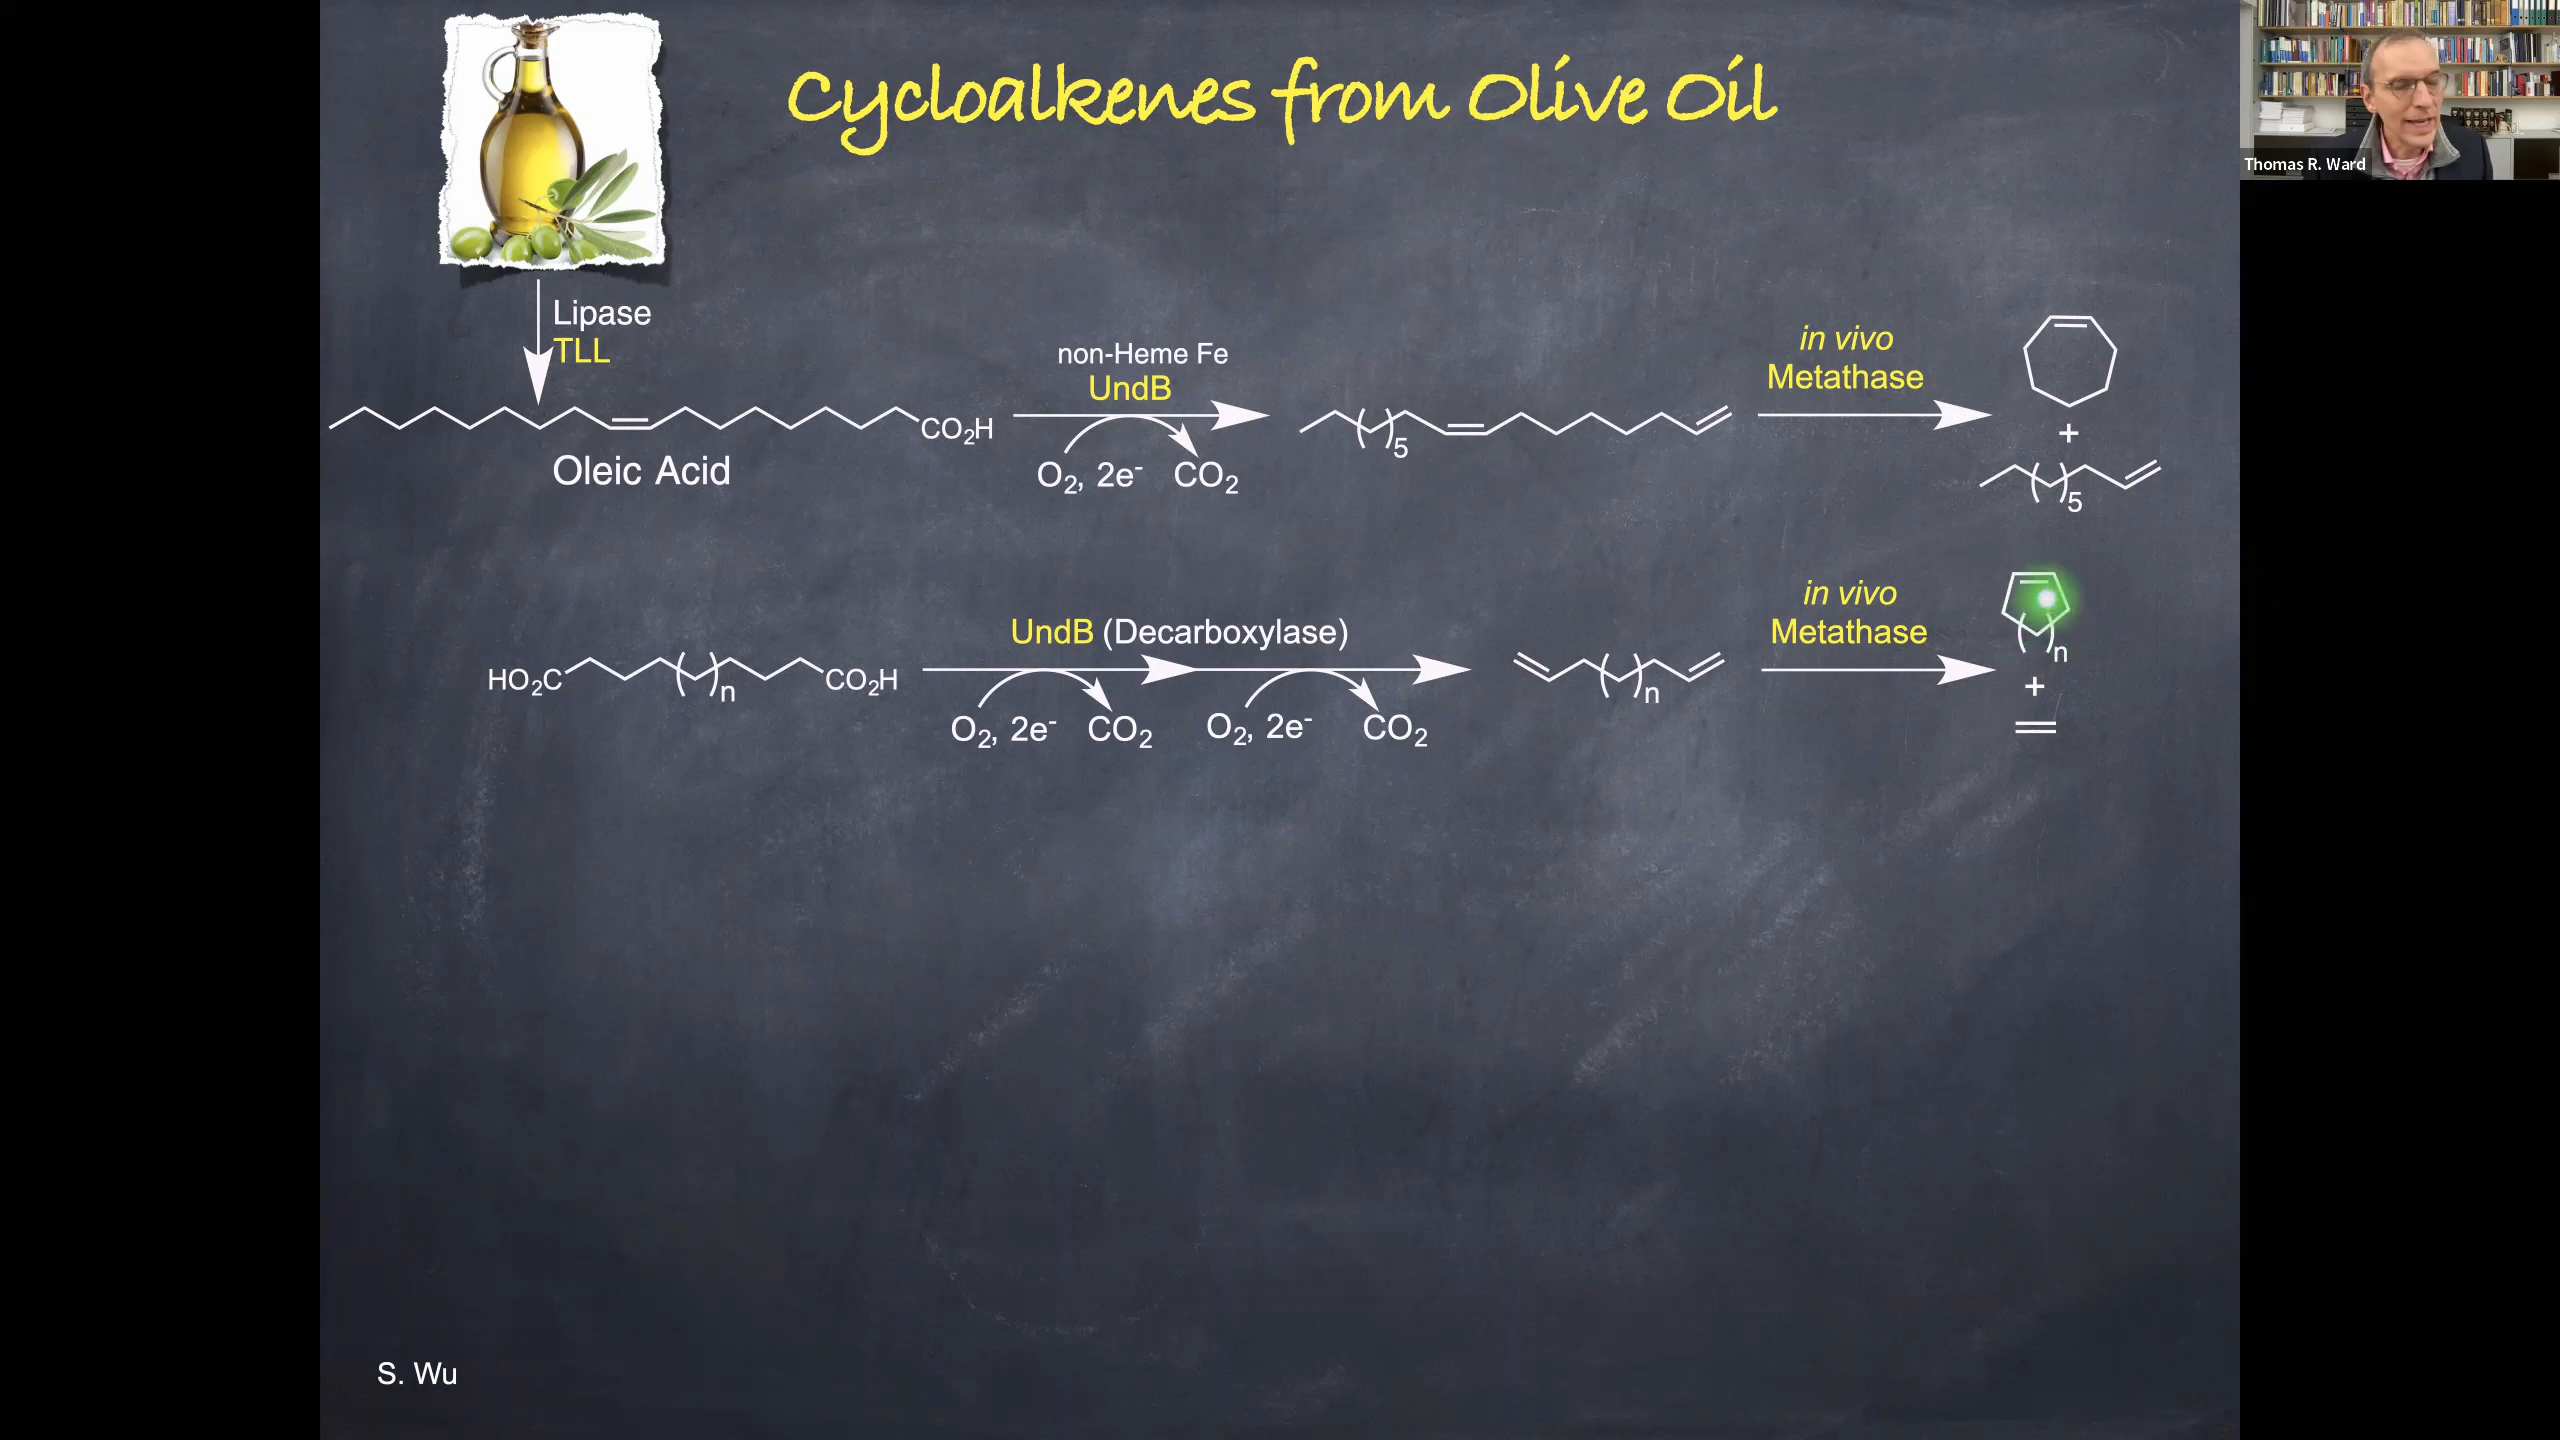 Cycloalkenes from Olive Oil
Thomas R. Ward
Lipase
TLL
CO₂H
Oleic Acid
non-Heme Fe
UndB
O₂, 2e⁻ CO₂
5
in vivo
Metathase
+
5
HO₂C
n
CO₂H
UndB (Decarboxylase)
O₂, 2e⁻ CO₂ O₂, 2e⁻ CO₂
n
in vivo
Metathase
n
+
S. Wu